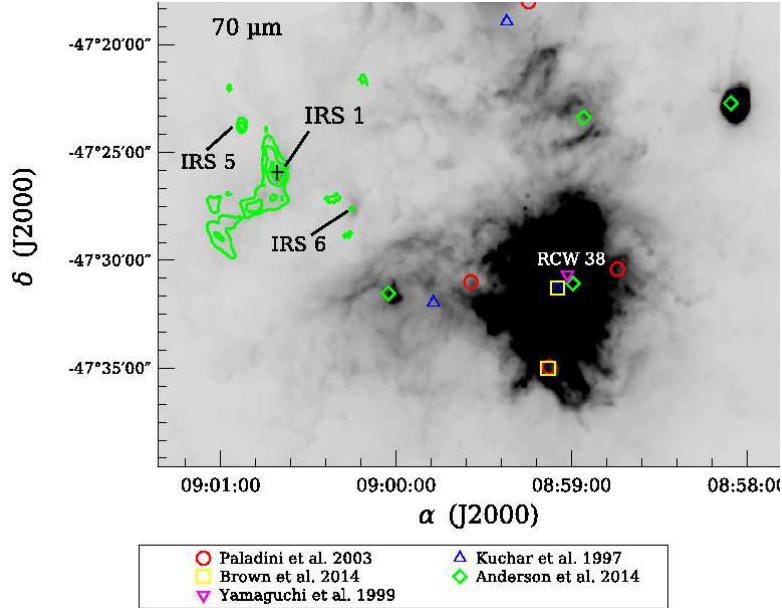 70 μm
-47°20′00″
IRS 1
-47°25′00″
IRS 5
IRS 6
-47°30′00″
RCW 38
-47°35′00″
δ (J2000)
09:01:00 09:00:00 08:59:00 08:58:00
α (J2000)
Paladini et al. 2003 Kuchar et al. 1997
Brown et al. 2014 Anderson et al. 2014
Yamaguchi et al. 1999